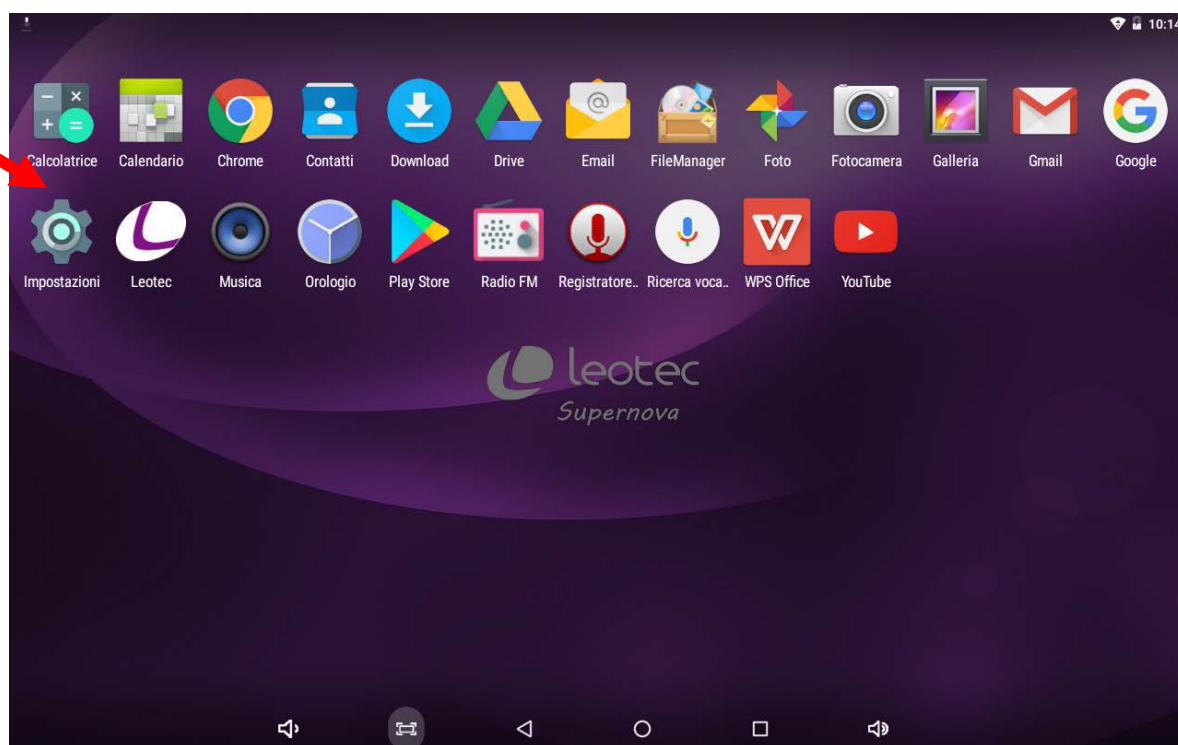 10:14
Calcolatrice Calendario Chrome Contatti Download Drive Email FileManager Foto Fotocamera Galleria Gmail Google
Impostazioni Leotec Musica Orologio Play Store Radio FM Registratore.. Ricerca voca.. WPS Office YouTube
leotec
Supernova